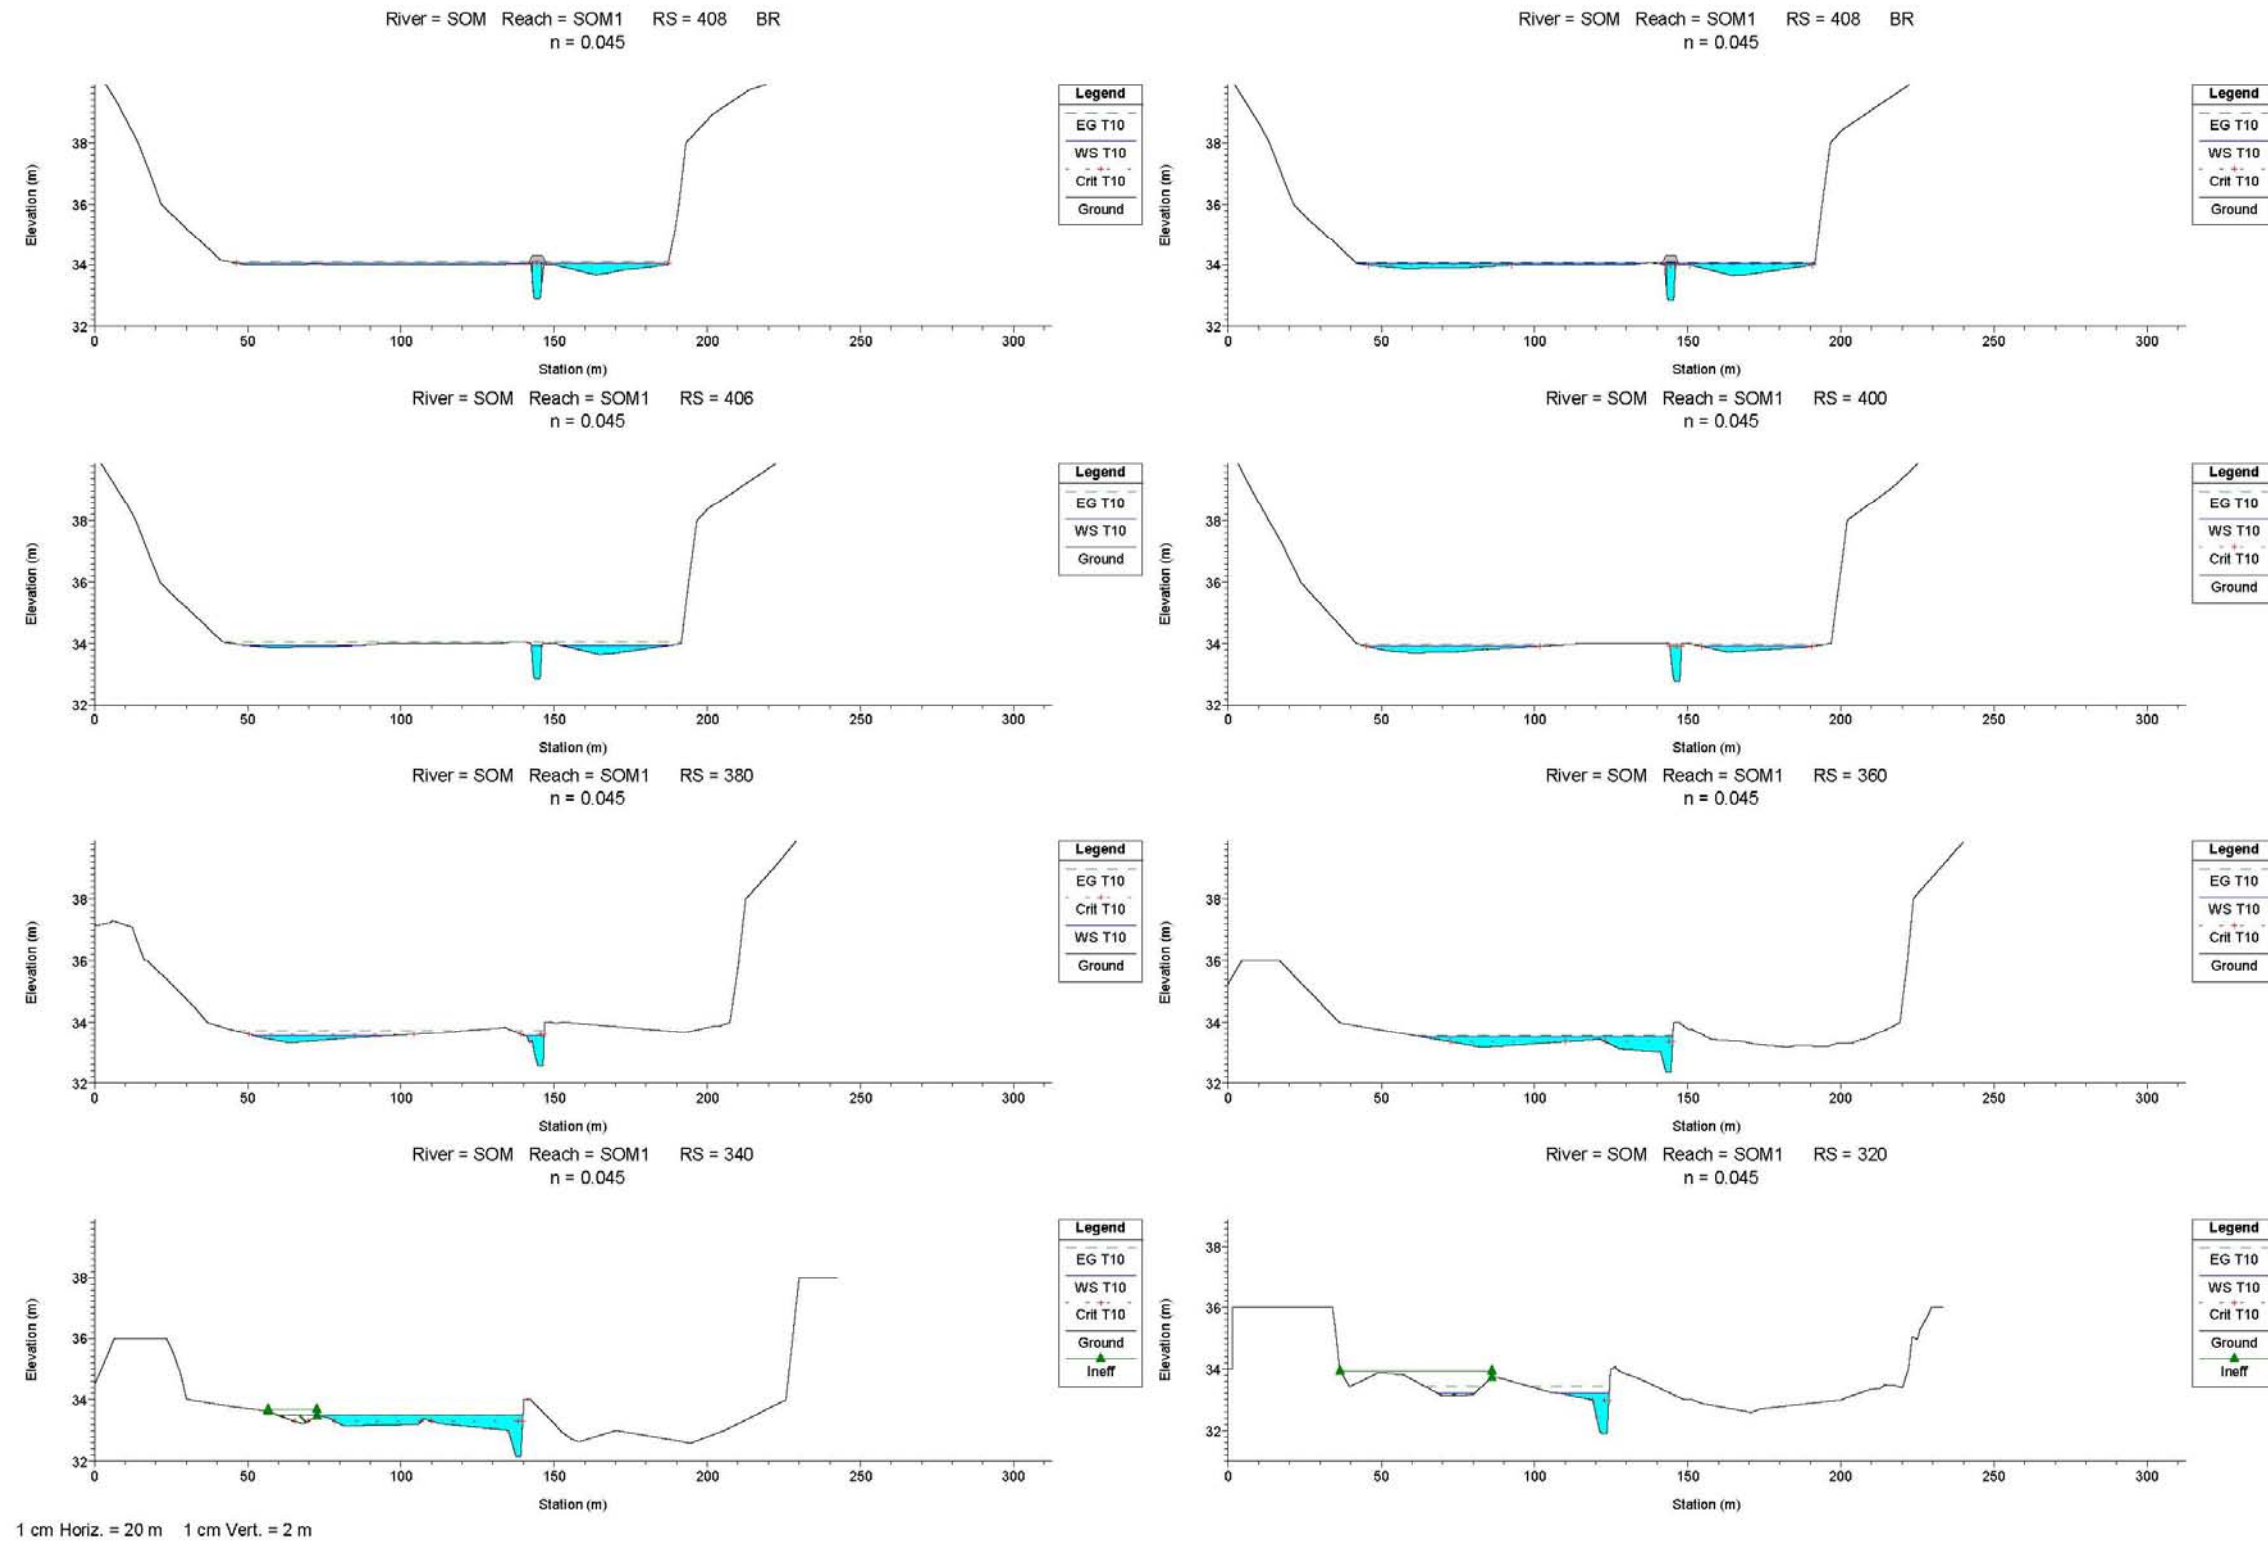 River = SOM Reach = SOM1 RS = 408 BR
n = 0.045
Legend
EG T10
WS T10
Crit T10
Ground
Elevation (m)
38
36
34
32
0 50 100 150 200 250 300
Station (m)
River = SOM Reach = SOM1 RS = 408 BR
n = 0.045
Legend
EG T10
WS T10
Crit T10
Ground
Elevation (m)
38
36
34
32
0 50 100 150 200 250 300
Station (m)
River = SOM Reach = SOM1 RS = 406
n = 0.045
Legend
EG T10
WS T10
Ground
Elevation (m)
38
36
34
32
0 50 100 150 200 250 300
Station (m)
River = SOM Reach = SOM1 RS = 400
n = 0.045
Legend
EG T10
WS T10
Crit T10
Ground
Elevation (m)
38
36
34
32
0 50 100 150 200 250 300
Station (m)
River = SOM Reach = SOM1 RS = 380
n = 0.045
Legend
EG T10
Crit T10
WS T10
Ground
Elevation (m)
38
36
34
32
0 50 100 150 200 250 300
Station (m)
River = SOM Reach = SOM1 RS = 360
n = 0.045
Legend
EG T10
WS T10
Crit T10
Ground
Elevation (m)
38
36
34
32
0 50 100 150 200 250 300
Station (m)
River = SOM Reach = SOM1 RS = 340
n = 0.045
Legend
EG T10
WS T10
Crit T10
Ground
Ineff
Elevation (m)
38
36
34
32
0 50 100 150 200 250 300
Station (m)
River = SOM Reach = SOM1 RS = 320
n = 0.045
Legend
EG T10
WS T10
Crit T10
Ground
Ineff
Elevation (m)
38
36
34
32
0 50 100 150 200 250 300
Station (m)
1 cm Horiz. = 20 m 1 cm Vert. = 2 m